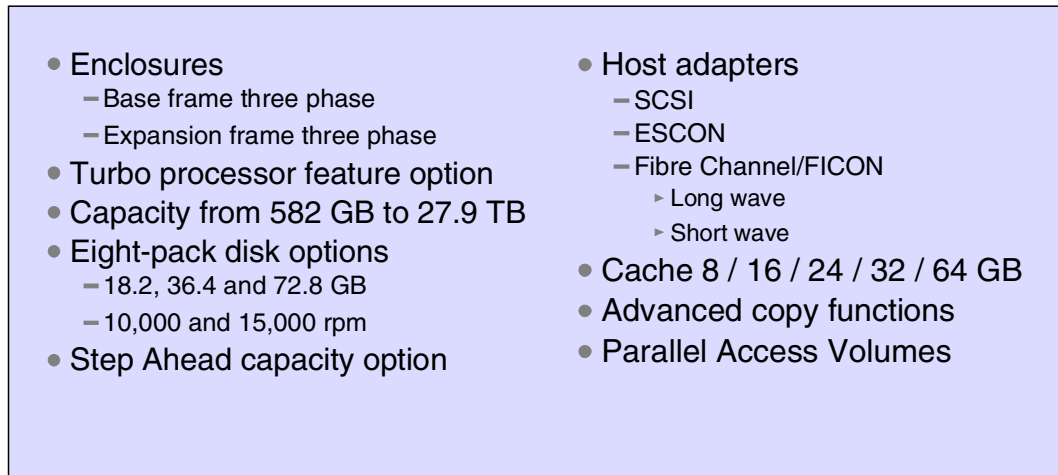 Enclosures
– Base frame three phase
– Expansion frame three phase
Turbo processor feature option
Capacity from 582 GB to 27.9 TB
Eight-pack disk options
– 18.2, 36.4 and 72.8 GB
– 10,000 and 15,000 rpm
Step Ahead capacity option
Host adapters
– SCSI
– ESCON
– Fibre Channel/FICON
Long wave
Short wave
Cache 8 / 16 / 24 / 32 / 64 GB
Advanced copy functions
Parallel Access Volumes